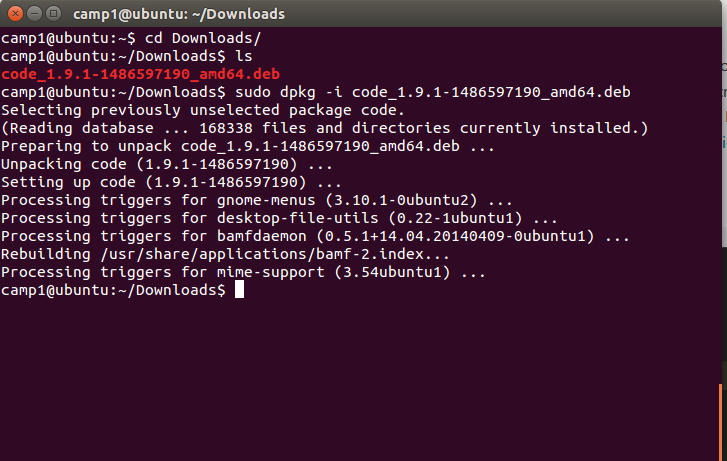 camp1@ubuntu: ~/Downloads
camp1@ubuntu:~$ cd Downloads/
camp1@ubuntu:~/Downloads$ ls
code_1.9.1-1486597190_amd64.deb
camp1@ubuntu:~/Downloads$ sudo dpkg -i code_1.9.1-1486597190_amd64.deb
Selecting previously unselected package code.
(Reading database ... 168338 files and directories currently installed.)
Preparing to unpack code_1.9.1-1486597190_amd64.deb ...
Unpacking code (1.9.1-1486597190) ...
Setting up code (1.9.1-1486597190) ...
Processing triggers for gnome-menus (3.10.1-0ubuntu2) ...
Processing triggers for desktop-file-utils (0.22-1ubuntu1) ...
Processing triggers for bamfdaemon (0.5.1+14.04.20140409-0ubuntu1) ...
Rebuilding /usr/share/applications/bamf-2.index...
Processing triggers for mime-support (3.54ubuntu1) ...
camp1@ubuntu:~/Downloads$